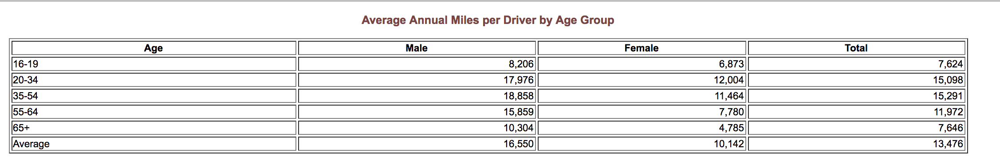 Average Annual Miles per Driver by Age Group
Age Male Female Total
16-19 8,206 6,873 7,624
20-34 17,976 12,004 15,098
35-54 18,858 11,464 15,291
55-64 15,859 7,780 11,972
65+ 10,304 4,785 7,646
Average 16,550 10,142 13,476